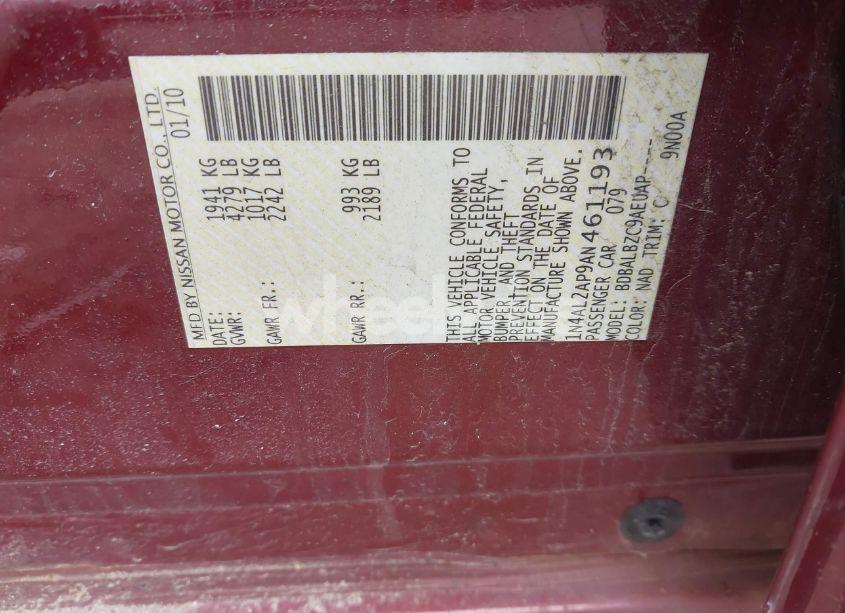 MFD BY NISSAN MOTOR CO., LTD.
DATE: 01/10
GVWR: 1941 KG
4279 LB
GAWR FR.: 1017 KG
2242 LB
GAWR RR.: 993 KG
2189 LB
THIS VEHICLE CONFORMS TO
ALL APPLICABLE FEDERAL
MOTOR VEHICLE SAFETY,
BUMPER, AND THEFT
PREVENTION STANDARDS IN
EFFECT ON THE DATE OF
MANUFACTURE SHOWN ABOVE.
1N4AL2AP9AN461193
PASSENGER CAR 079
MODEL: BDBALBZC9AEUAP-----
COLOR: NAD TRIM: C 9N00A